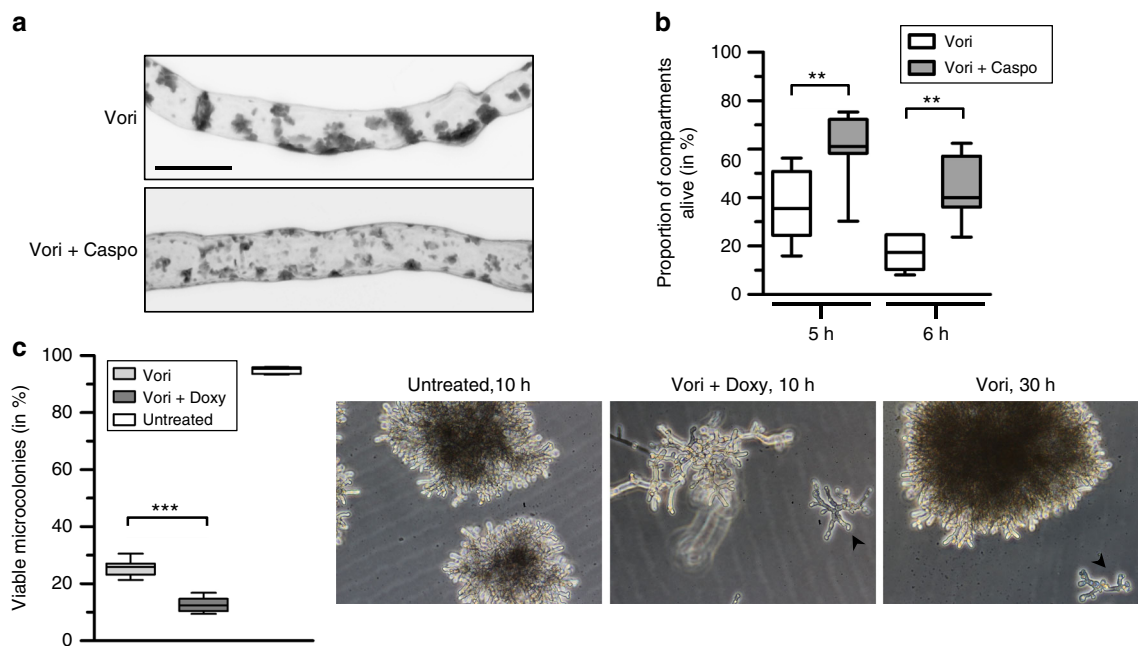 a
Vori
Vori + Caspo
b
Vori
Vori + Caspo
Proportion of compartments
alive (in %)
100
80
60
40
20
0
**
**
5 h
6 h
c
Viable microcolonies (in %)
100
80
60
40
20
0
Vori
Vori + Doxy
Untreated
***
Untreated,10 h
Vori + Doxy, 10 h
Vori, 30 h